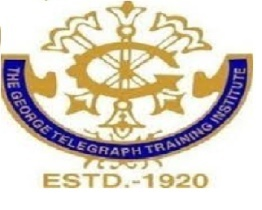 G
THE GEORGE TELEGRAPH TRAINING INSTITUTE
ESTD.-1920